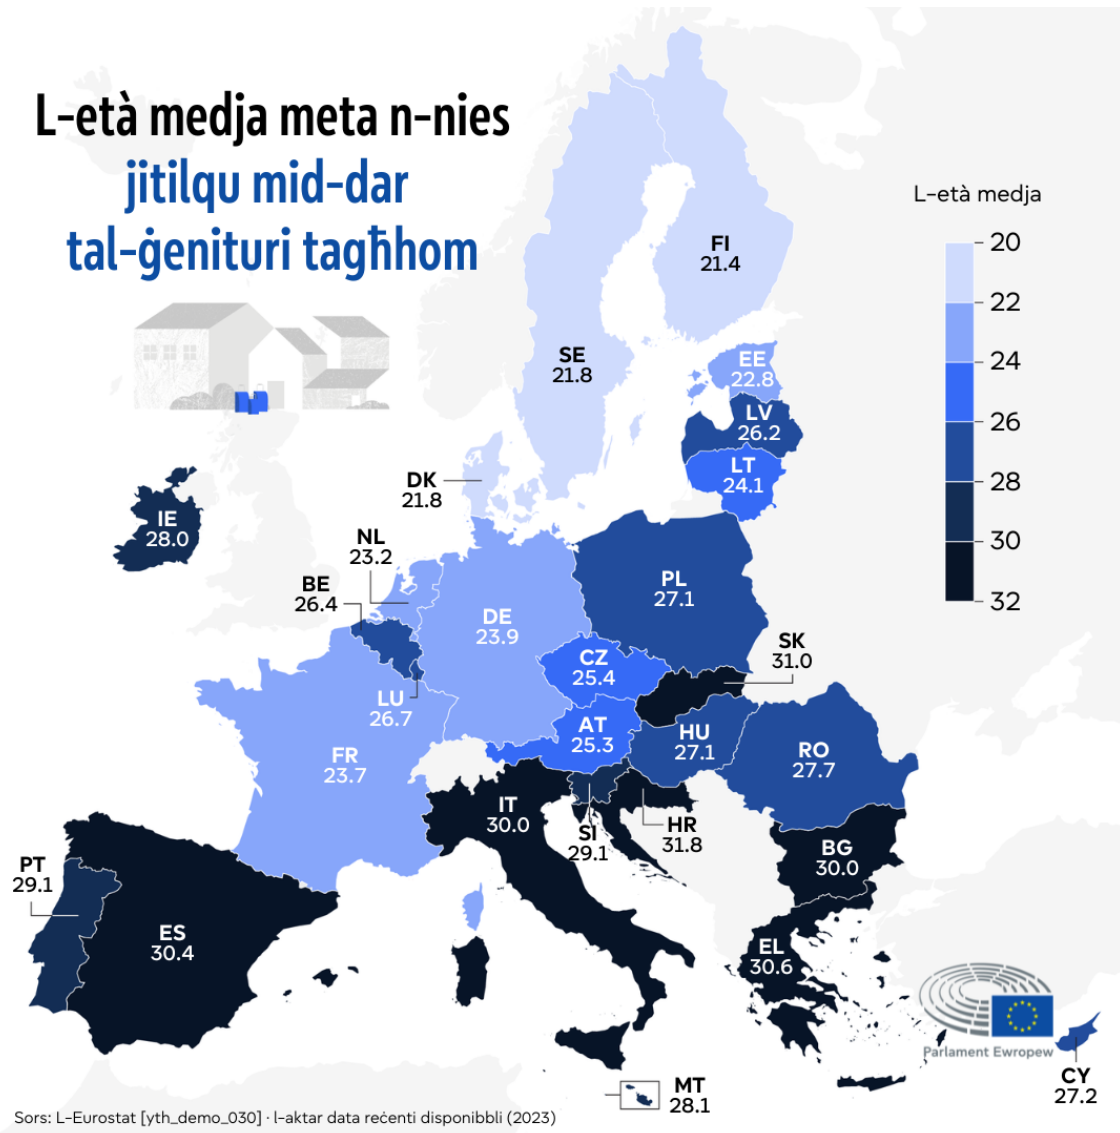 L-età medja meta n-nies
jitilqu mid-dar
tal-ġenituri tagħhom
L-età medja
20
22
24
26
28
30
32
FI
21.4
SE
21.8
EE
22.8
LV
26.2
LT
24.1
DK
21.8
IE
28.0
NL
23.2
BE
26.4
PL
27.1
DE
23.9
SK
31.0
CZ
25.4
LU
26.7
AT
25.3
HU
27.1
RO
27.7
FR
23.7
IT
30.0
SI
29.1
HR
31.8
BG
30.0
PT
29.1
ES
30.4
EL
30.6
Parlament Ewropew
CY
27.2
MT
28.1
Sors: L-Eurostat [yth_demo_030] · l-aktar data reċenti disponibbli (2023)